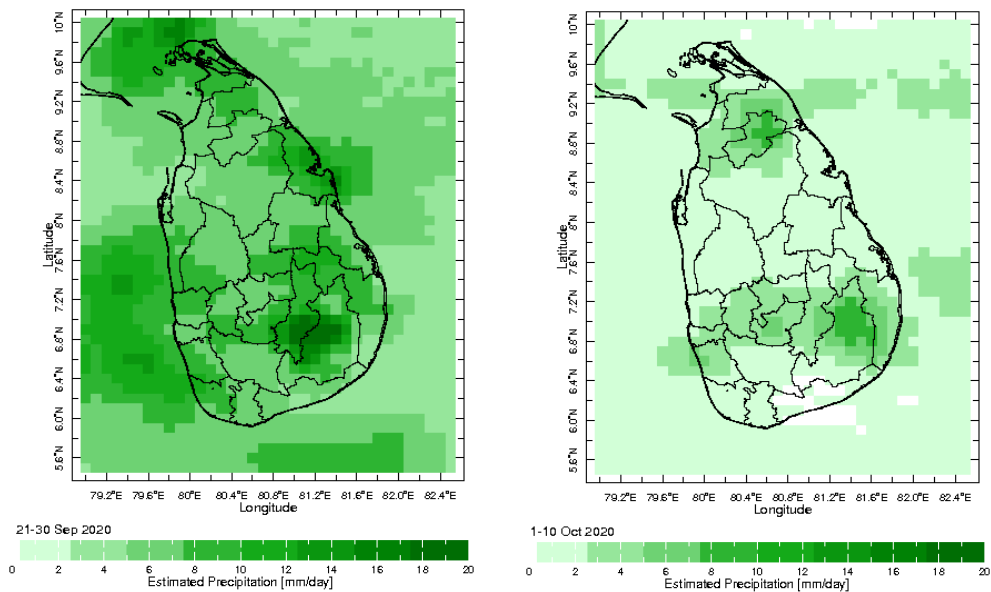 10°N
9.6°N
9.2°N
8.8°N
8.4°N
8°N
7.6°N
7.2°N
6.8°N
6.4°N
6.0°N
5.6°N
Latitude
79.2°E 79.6°E 80°E 80.4°E 80.8°E 81.2°E 81.6°E 82.0°E 82.4°E
Longitude
21-30 Sep 2020
0 2 4 6 8 10 12 14 16 18 20
Estimated Precipitation [mm/day]
10°N
9.6°N
9.2°N
8.8°N
8.4°N
8°N
7.6°N
7.2°N
6.8°N
6.4°N
6.0°N
5.6°N
Latitude
79.2°E 79.6°E 80°E 80.4°E 80.8°E 81.2°E 81.6°E 82.0°E 82.4°E
Longitude
1-10 Oct 2020
0 2 4 6 8 10 12 14 16 18 20
Estimated Precipitation [mm/day]